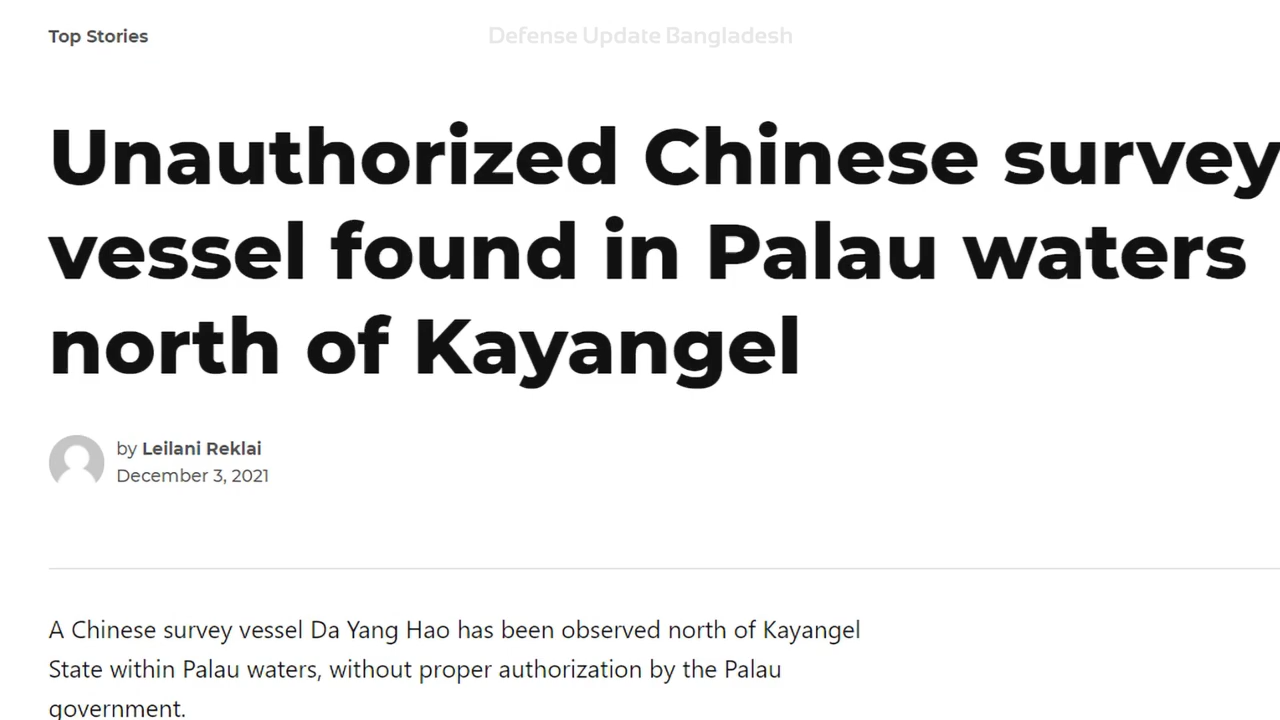 Top Stories
Defense Update Bangladesh
Unauthorized Chinese survey
vessel found in Palau waters
north of Kayangel
by Leilani Reklai
December 3, 2021
A Chinese survey vessel Da Yang Hao has been observed north of Kayangel
State within Palau waters, without proper authorization by the Palau
government.